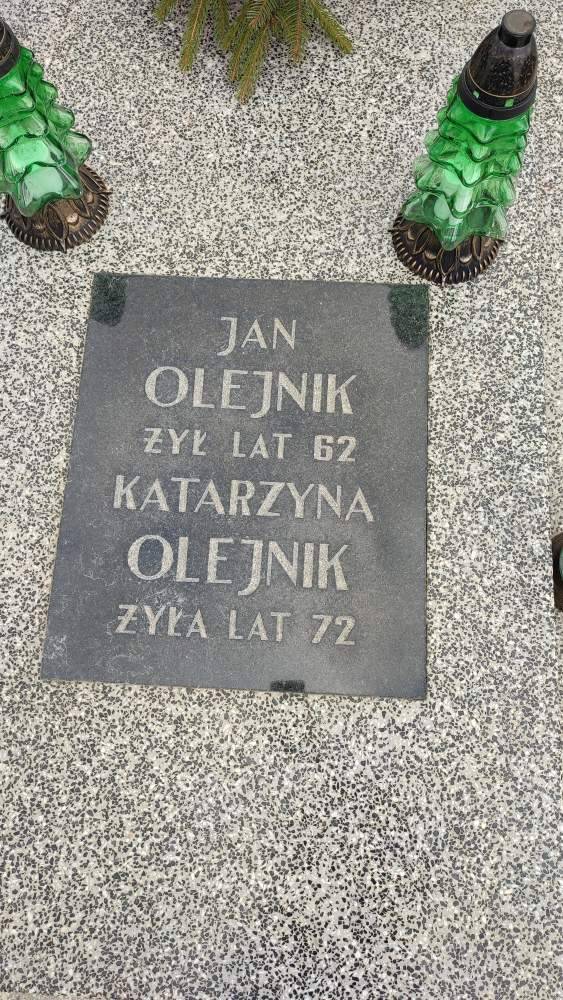 JAN
OLEJNIK
ŻYŁ LAT 62
KATARZYNA
OLEJNIK
ŻYŁA LAT 72